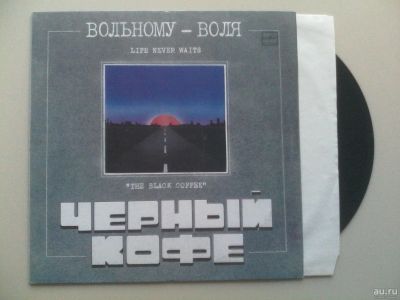 ВОЛЬНОМУ – ВОЛЯ
LIFE NEVER WAITS
"THE BLACK COFFEE"
ЧЕРНЫЙ
КОФЕ
au.ru